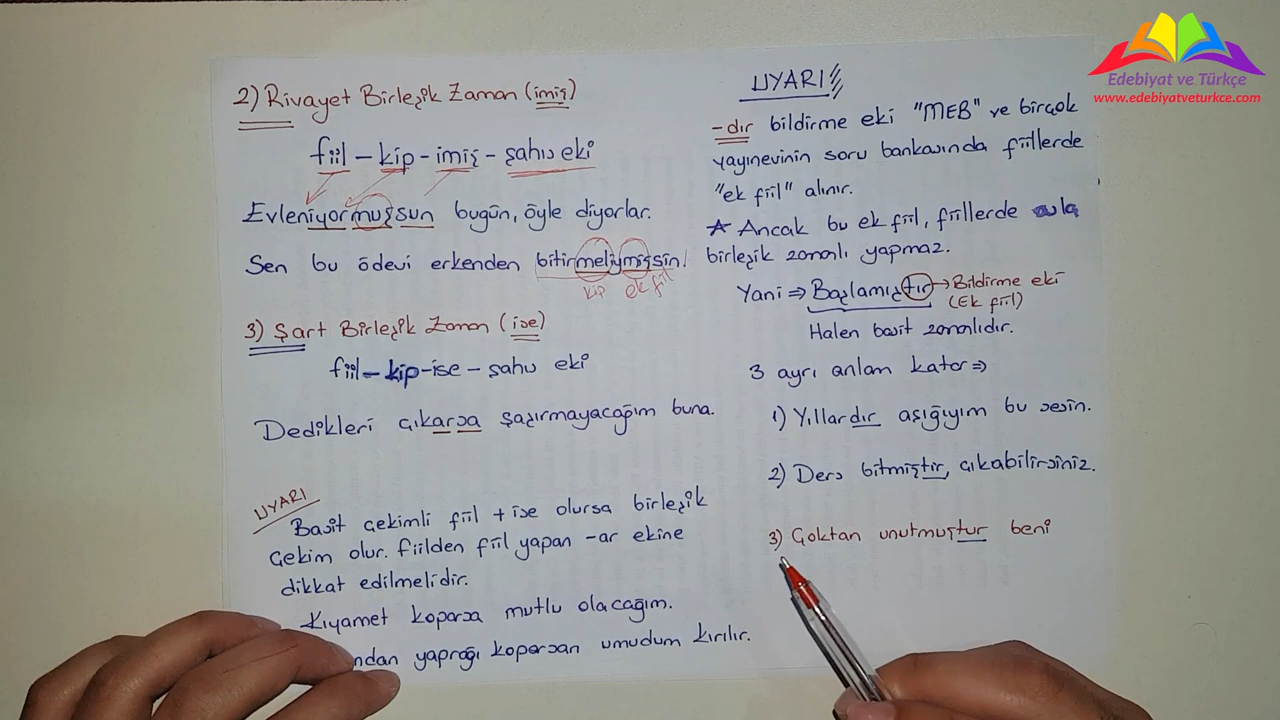 2) Rivayet Birleşik Zaman (imiş)
fiil - kip - imiş - şahıs eki
Evleniyormuşsun bugün, öyle diyorlar.
Sen bu ödevi erkenden bitirmeliymişsin!
kip ek fiil
3) Şart Birleşik Zaman (ise)
fiil - kip - ise - şahıs eki
Dedikleri çıkarsa şaşırmayacağım buna.
UYARI
Basit çekimli fiil + ise olursa birleşik
çekim olur. Fiilden fiil yapan -ar ekine
dikkat edilmelidir.
Kıyamet koparsa mutlu olacağım.
ndan yaprağı koparsan umudum kırılır.
UYARI
-dır bildirme eki "MEB" ve birçok
yayınevinin soru bankasında fiillerde
"ek fiil" alınır.
* Ancak bu ek fiil, fiillerde asla
birleşik zamanlı yapmaz.
Yani ⇒ Başlamıştır → Bildirme eki
(Ek fiil)
Halen basit zamanlıdır.
3 ayrı anlam katar ⇒
1) Yıllardır aşığıyım bu sesin.
2) Ders bitmiştir, çıkabilirsiniz.
3) Çoktan unutmuştur beni
Edebiyat ve Türkçe
www.edebiyatveturkce.com